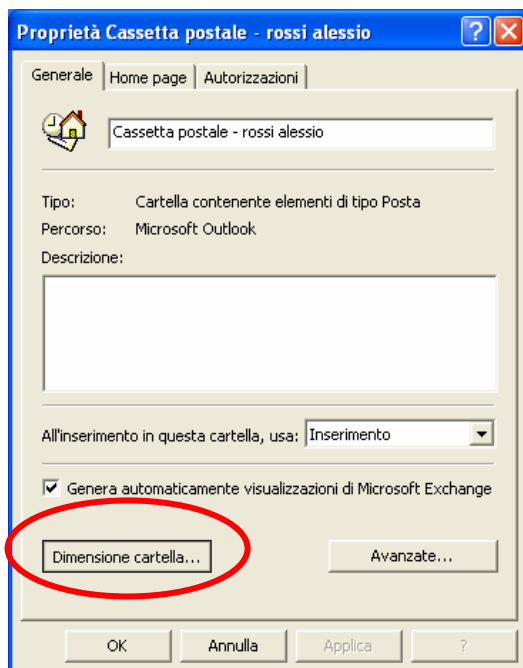 Proprietà Cassetta postale - rossi alessio ?
Generale Home page Autorizzazioni
Cassetta postale - rossi alessio
Tipo: Cartella contenente elementi di tipo Posta
Percorso: Microsoft Outlook
Descrizione:
All'inserimento in questa cartella, usa: Inserimento
Genera automaticamente visualizzazioni di Microsoft Exchange
Dimensione cartella... Avanzate...
OK Annulla Applica ?